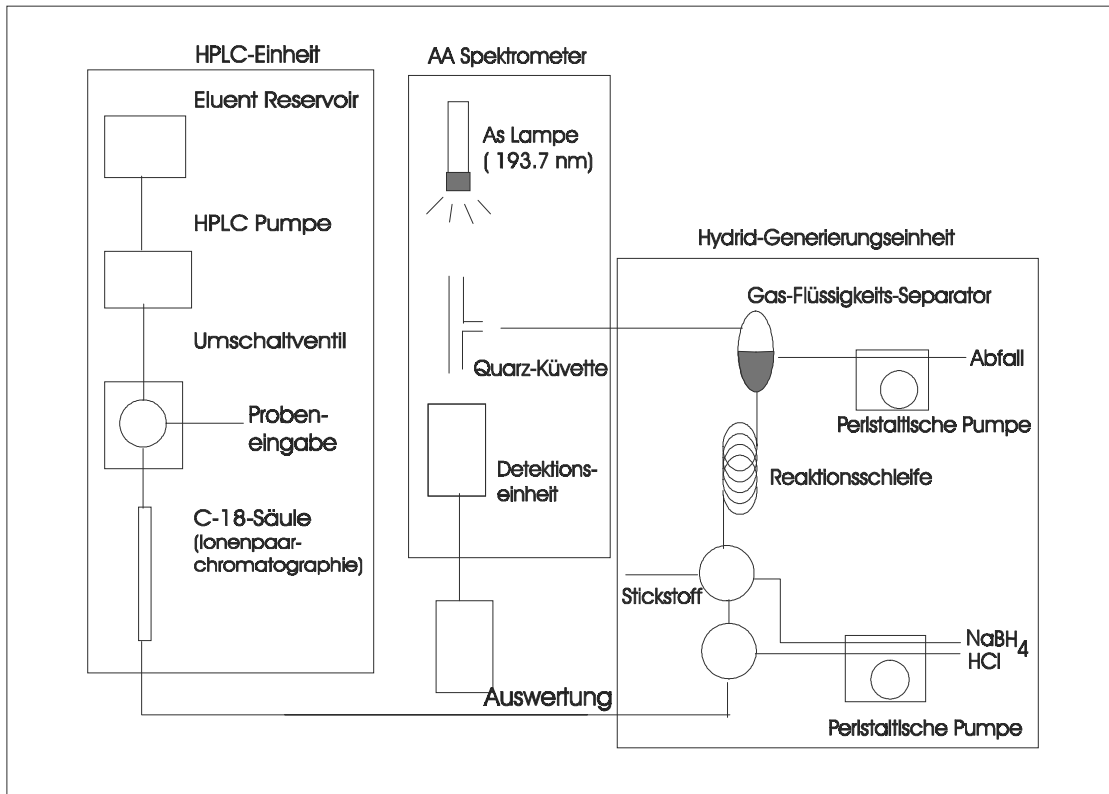 HPLC-Einheit
Eluent Reservoir
HPLC Pumpe
Umschaltventil
Proben-
eingabe
C-18-Säule
(Ionenpaar-
chromatographie)
AA Spektrometer
As Lampe
( 193.7 nm)
Quarz-Küvette
Detektions-
einheit
Auswertung
Hydrid-Generierungseinheit
Gas-Flüssigkeits-Separator
Abfall
Peristaltische Pumpe
Reaktionsschleife
Stickstoff
NaBH4
HCl
Peristaltische Pumpe